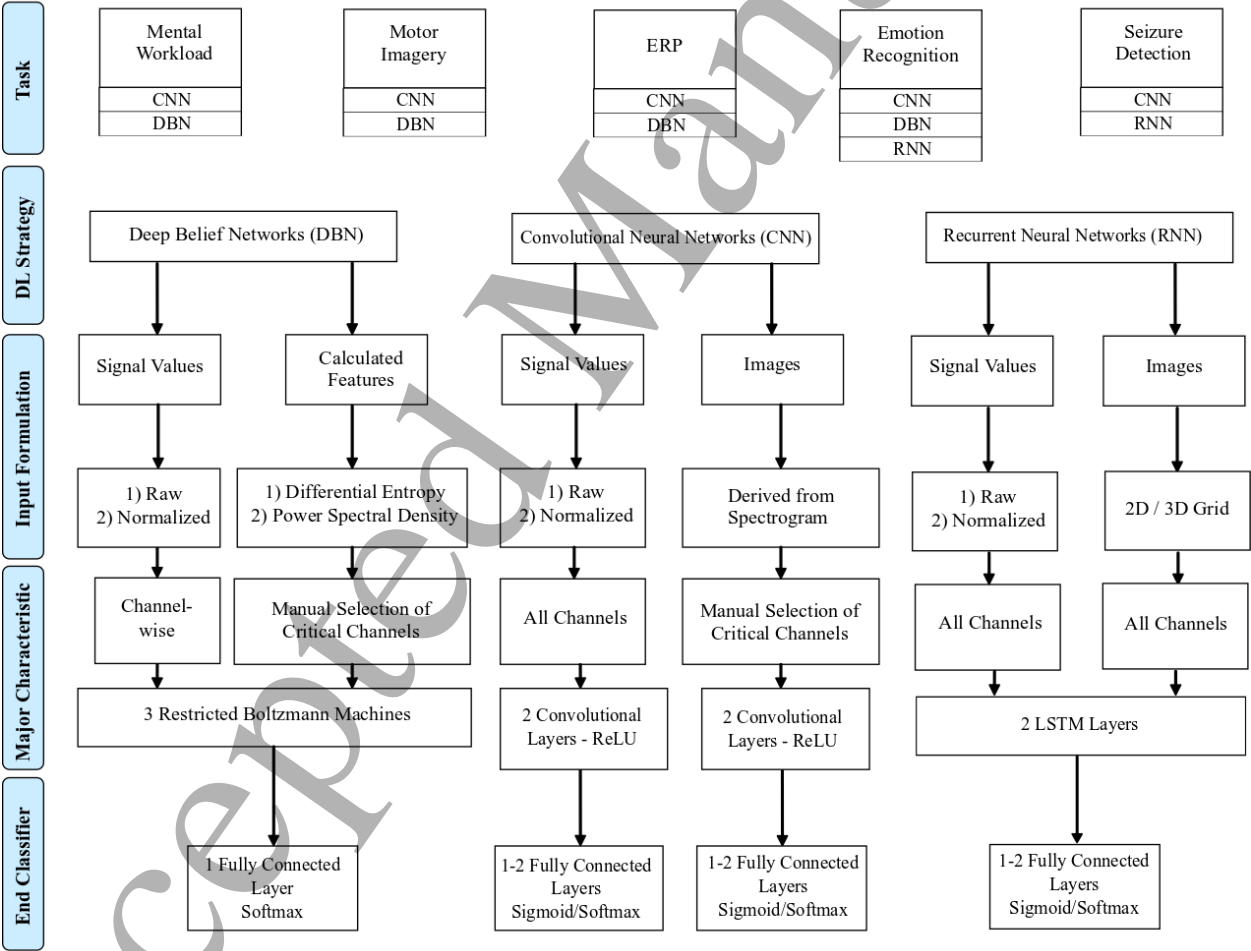 Task
Mental
Workload
CNN
DBN
Motor
Imagery
CNN
DBN
ERP
CNN
DBN
Emotion
Recognition
CNN
DBN
RNN
Seizure
Detection
CNN
RNN
DL Strategy
Deep Belief Networks (DBN)
Convolutional Neural Networks (CNN)
Recurrent Neural Networks (RNN)
Input Formulation
Signal Values
Calculated
Features
Signal Values
Images
Signal Values
Images
1) Raw
2) Normalized
1) Differential Entropy
2) Power Spectral Density
1) Raw
2) Normalized
Derived from
Spectrogram
1) Raw
2) Normalized
2D / 3D Grid
Major Characteristic
Channel-
wise
Manual Selection of
Critical Channels
All Channels
Manual Selection of
Critical Channels
All Channels
All Channels
3 Restricted Boltzmann Machines
2 Convolutional
Layers - ReLU
2 Convolutional
Layers - ReLU
2 LSTM Layers
End Classifier
1 Fully Connected
Layer
Softmax
1-2 Fully Connected
Layers
Sigmoid/Softmax
1-2 Fully Connected
Layers
Sigmoid/Softmax
1-2 Fully Connected
Layers
Sigmoid/Softmax
cepted Man